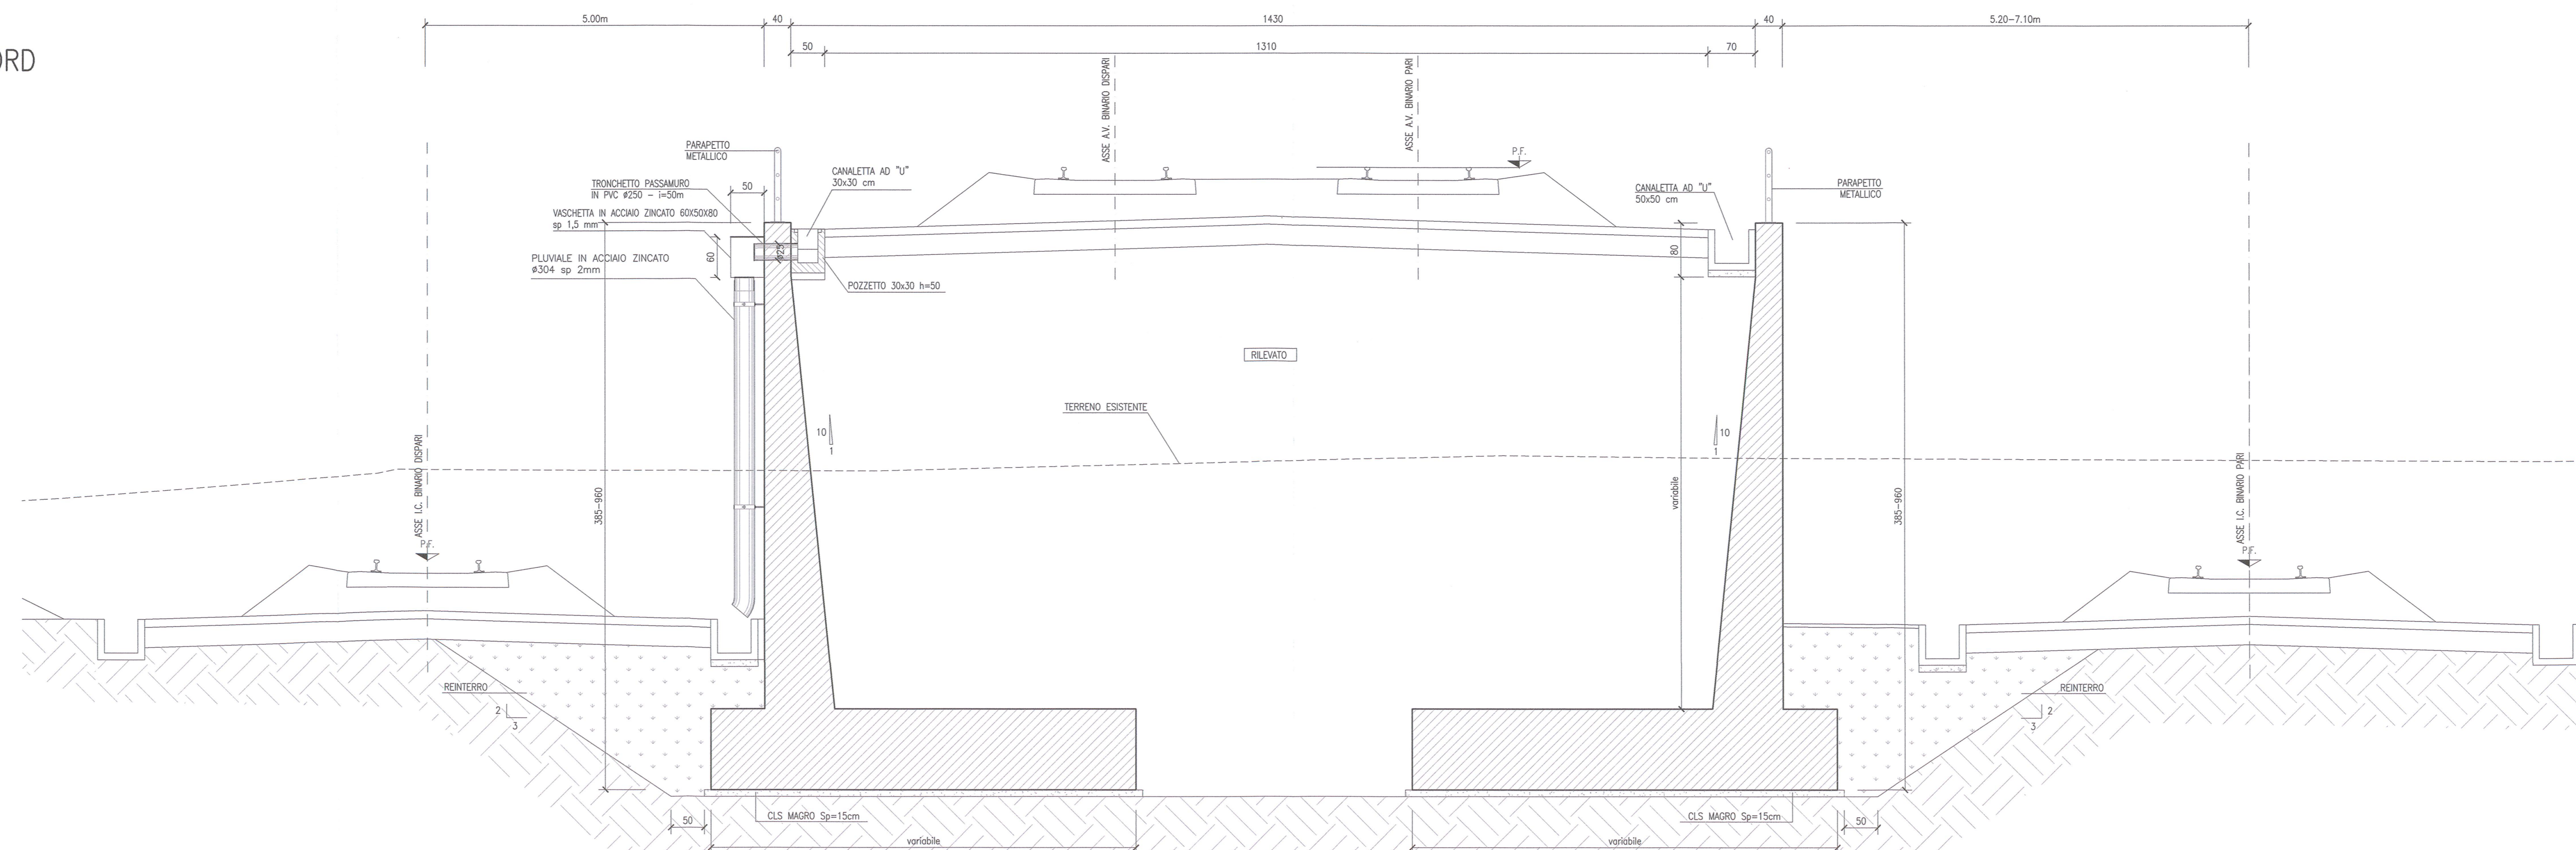 5.00m
40
1430
40
5.20-7.10m
50
1310
70
ORD
ASSE A.V. BINARIO DISPARI
ASSE A.V. BINARIO PARI
PARAPETTO
METALLICO
CANALETTA AD "U"
30x30 cm
P.F.
TRONCHETTO PASSAMURO
IN PVC ø250 - i=50m
50
CANALETTA AD "U"
50x50 cm
PARAPETTO
METALLICO
VASCHETTA IN ACCIAIO ZINCATO 60X50X80
sp 1,5 mm
PLUVIALE IN ACCIAIO ZINCATO
ø304 sp 2mm
60
ø25
80
POZZETTO 30x30 h=50
RILEVATO
TERRENO ESISTENTE
10
1
10
1
ASSE I.C. BINARIO DISPARI
385-960
variabile
385-960
ASSE I.C. BINARIO PARI
P.F.
P.F.
REINTERRO
2
3
REINTERRO
2
3
50
CLS MAGRO Sp=15cm
CLS MAGRO Sp=15cm
50
variabile
variabile